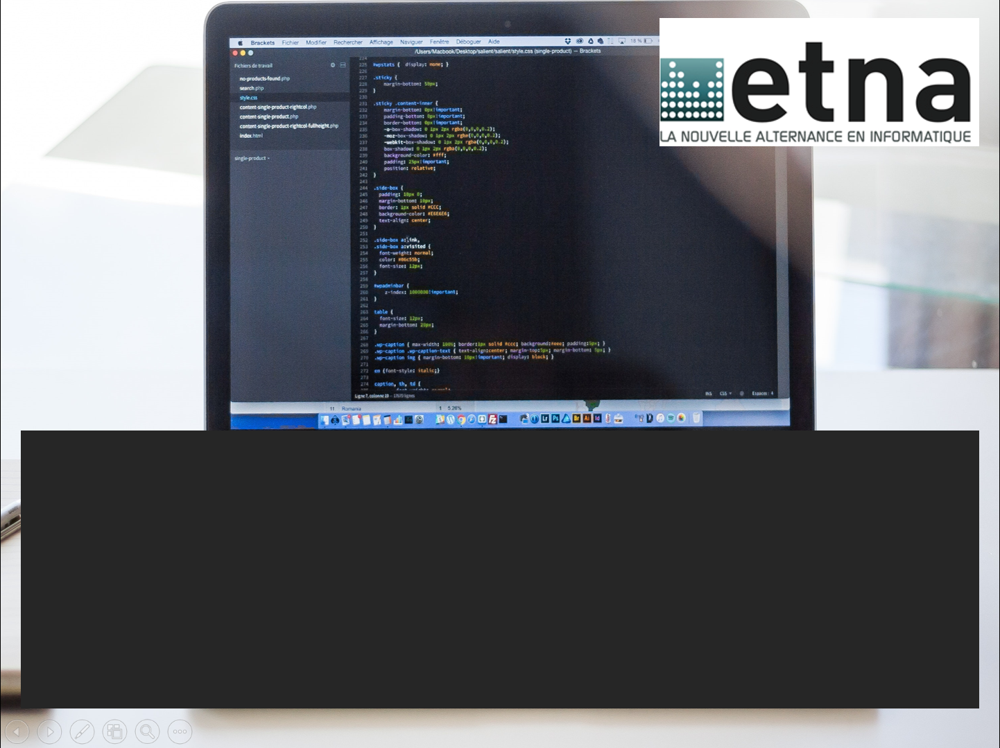 Brackets Fichier Modifier Rechercher Affichage Naviguer Fenêtre Débuguer Aide
18 %
/Users/Macbook/Desktop/salient/salient/style.css (single-product) — Brackets
etna
LA NOUVELLE ALTERNANCE EN INFORMATIQUE
Fichiers de travail
no-products-found.php
search.php
style.css
content-single-product-rightcol.php
content-single-product.php
content-single-product-rightcol-fullheight.php
index.html
single-product
224
225 #wpstats { display: none; }
226
227 .sticky {
228 margin-bottom: 50px;
229 }
230
231 .sticky .content-inner {
232 margin-bottom: 0px!important;
233 padding-bottom: 0px!important;
234 border-bottom: 0px!important;
235 -o-box-shadow: 0 1px 2px rgba(0,0,0,0.2);
236 -moz-box-shadow: 0 1px 2px rgba(0,0,0,0.2);
237 -webkit-box-shadow: 0 1px 2px rgba(0,0,0,0.2);
238 box-shadow: 0 1px 2px rgba(0,0,0,0.2);
239 background-color: #fff;
240 padding: 25px!important;
241 position: relative;
242 }
243
244 .side-box {
245 padding: 10px 0;
246 margin-bottom: 10px;
247 border: 1px solid #CCC;
248 background-color: #E6E6E6;
249 text-align: center;
250 }
251
252 .side-box a:link,
253 .side-box a:visited {
254 font-weight: normal;
255 color: #06c55b;
256 font-size: 12px;
257 }
258
259 #wpadminbar {
260 z-index: 1000000!important;
261 }
262
263 table {
264 font-size: 12px;
265 margin-bottom: 20px;
266 }
267
268 .wp-caption { max-width: 100%; border:1px solid #ccc; background:#eee; padding:5px; }
269 .wp-caption .wp-caption-text { text-align:center; margin-top:5px; margin-bottom: 5px; }
270 .wp-caption img { margin-bottom: 10px!important; display: block; }
271
272 em {font-style: italic;}
273
274 caption, th, td {
Ligne 7, colonne 19 — 17670 lignes
INS CSS Espaces: 4
11 Romania 1 5.26%
Lr Ps Br Ai Id